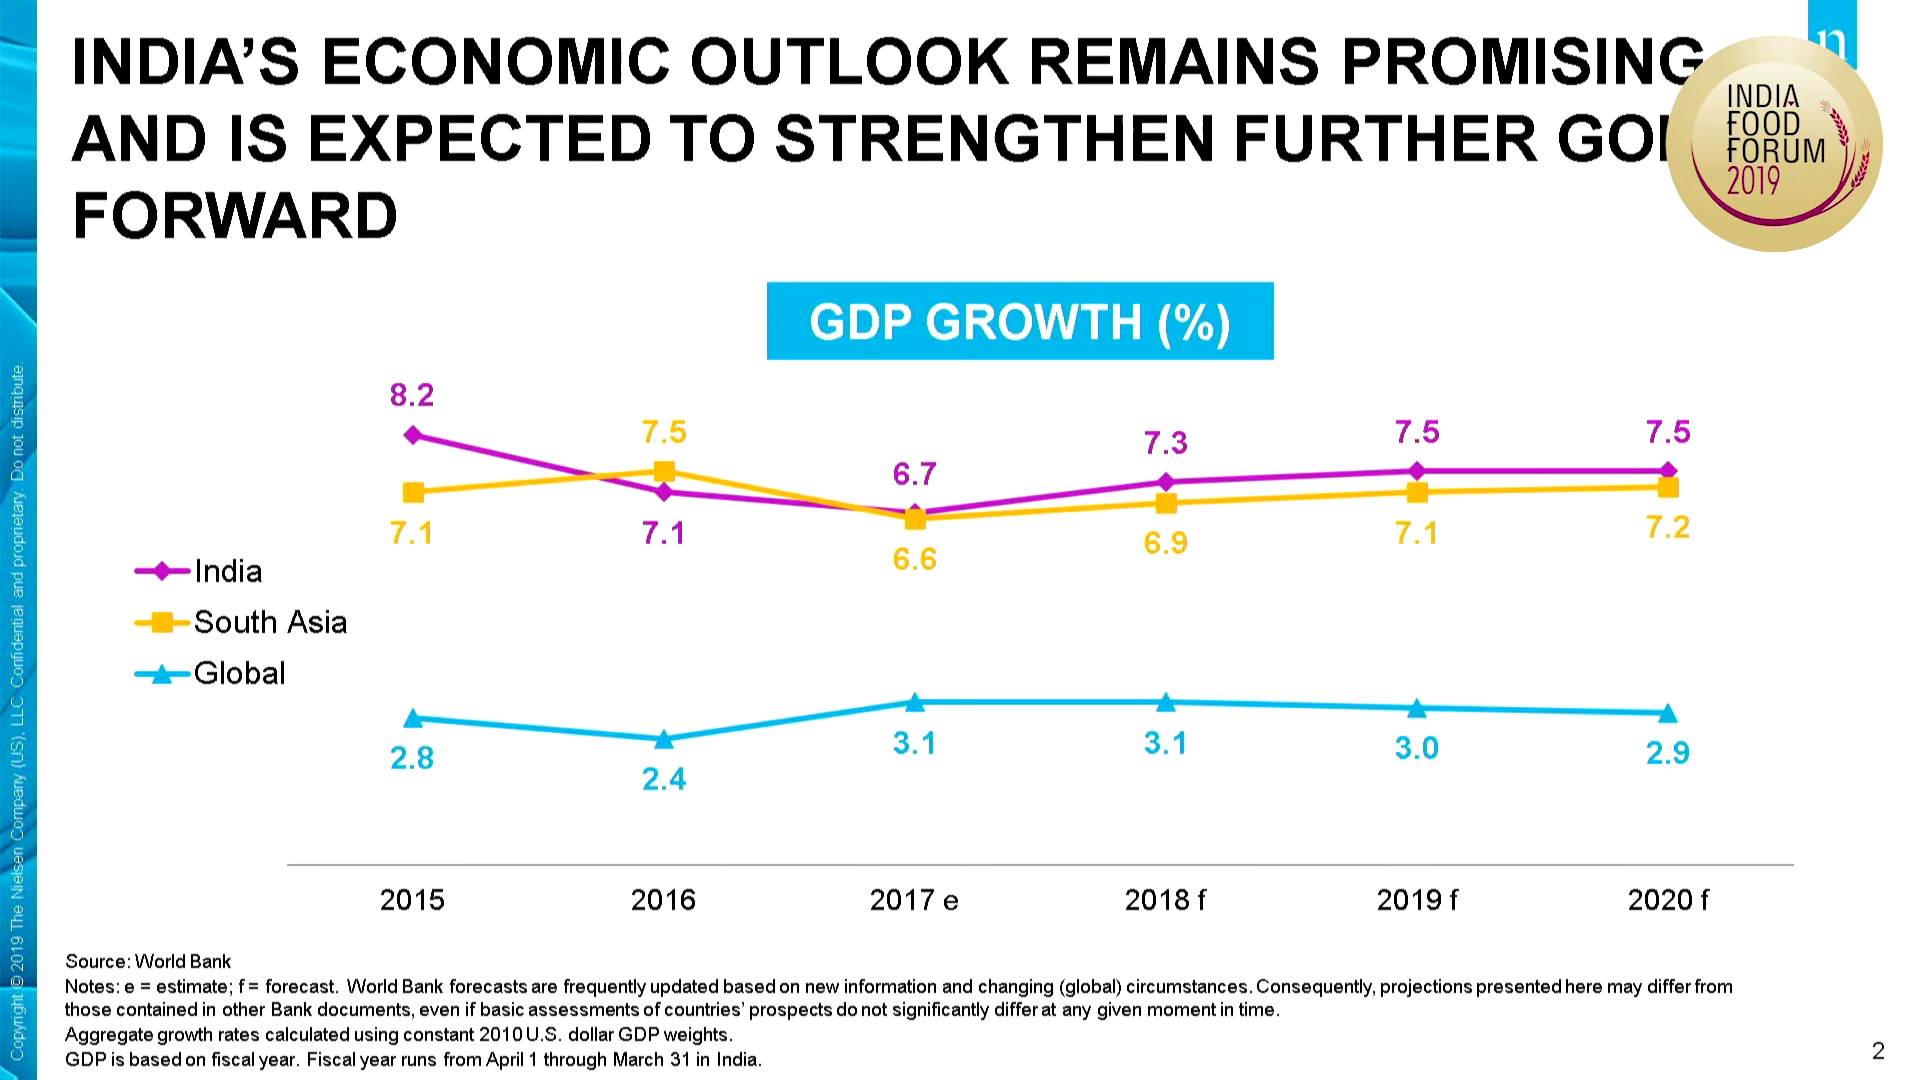 INDIA’S ECONOMIC OUTLOOK REMAINS PROMISING
AND IS EXPECTED TO STRENGTHEN FURTHER
FORWARD
n
INDIA
FOOD
FORUM
2019
GDP GROWTH (%)
8.2
7.5
6.7
7.3
7.5
7.5
7.1
7.1
6.6
6.9
7.1
7.2
India
South Asia
Global
2.8
2.4
3.1
3.1
3.0
2.9
2015
2016
2017 e
2018 f
2019 f
2020 f
Source: World Bank
Notes: e = estimate; f = forecast. World Bank forecasts are frequently updated based on new information and changing (global) circumstances. Consequently, projections presented here may differ from
those contained in other Bank documents, even if basic assessments of countries’ prospects do not significantly differ at any given moment in time.
Aggregate growth rates calculated using constant 2010 U.S. dollar GDP weights.
GDP is based on fiscal year. Fiscal year runs from April 1 through March 31 in India.
2
Copyright © 2019 The Nielsen Company (US), LLC. Confidential and proprietary. Do not distribute.